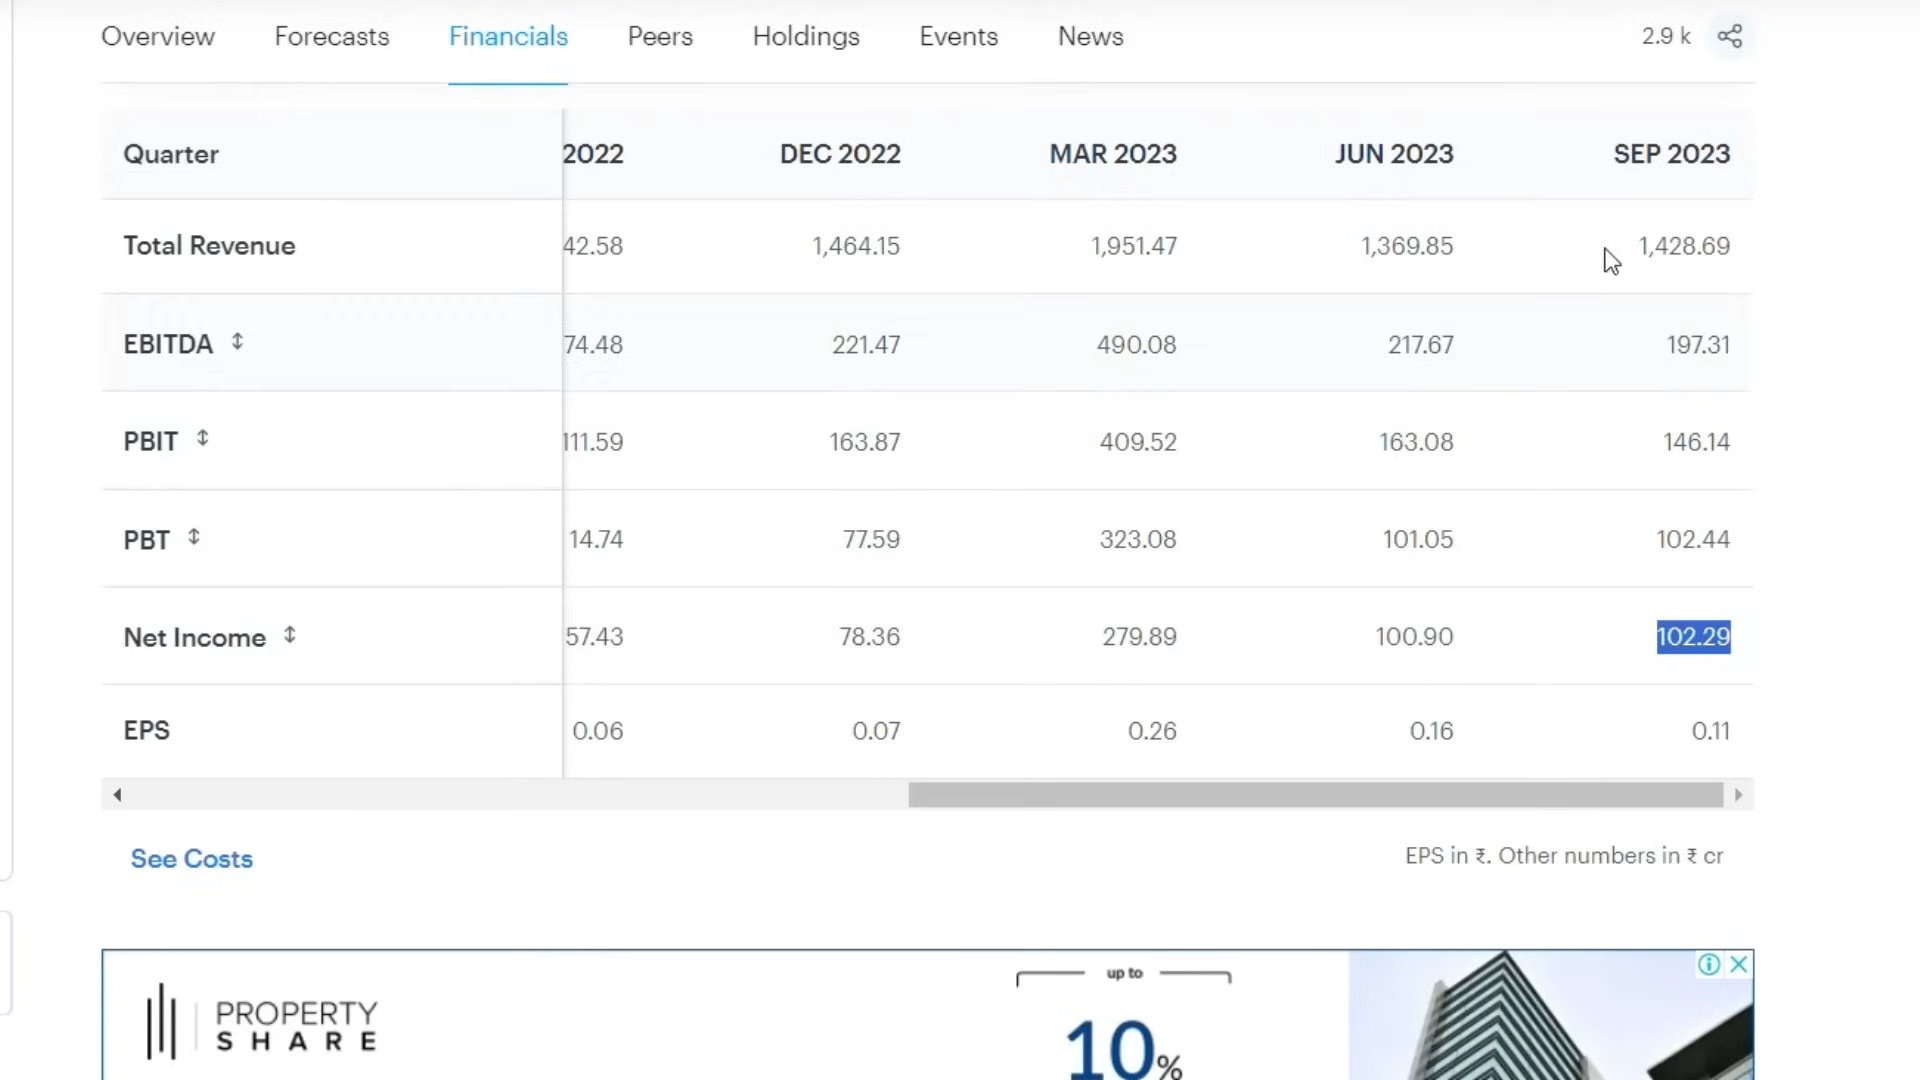 Overview Forecasts Financials Peers Holdings Events News 2.9 k
Quarter 2022 DEC 2022 MAR 2023 JUN 2023 SEP 2023
Total Revenue 42.58 1,464.15 1,951.47 1,369.85 1,428.69
EBITDA 74.48 221.47 490.08 217.67 197.31
PBIT 111.59 163.87 409.52 163.08 146.14
PBT 14.74 77.59 323.08 101.05 102.44
Net Income 57.43 78.36 279.89 100.90 102.29
EPS 0.06 0.07 0.26 0.16 0.11
See Costs EPS in ₹. Other numbers in ₹ cr
up to
PROPERTY
SHARE
10%